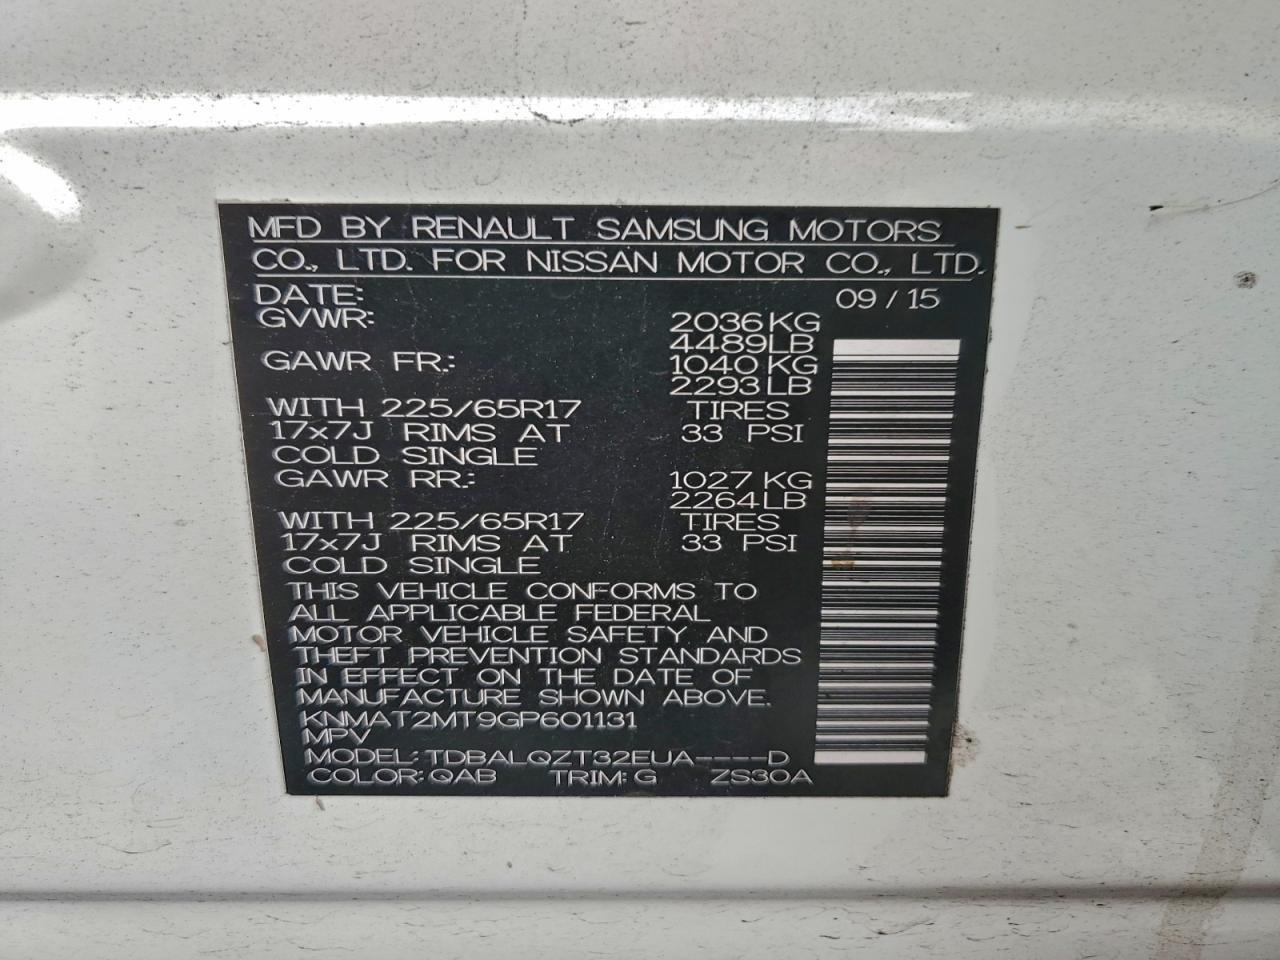 MFD BY RENAULT SAMSUNG MOTORS
CO., LTD. FOR NISSAN MOTOR CO., LTD.
DATE: 09 / 15
GVWR: 2036 KG
4489 LB
GAWR FR.: 1040 KG
2293 LB
WITH 225/65R17 TIRES
17x7J RIMS AT 33 PSI
COLD SINGLE
GAWR RR.: 1027 KG
2264 LB
WITH 225/65R17 TIRES
17x7J RIMS AT 33 PSI
COLD SINGLE
THIS VEHICLE CONFORMS TO
ALL APPLICABLE FEDERAL
MOTOR VEHICLE SAFETY AND
THEFT PREVENTION STANDARDS
IN EFFECT ON THE DATE OF
MANUFACTURE SHOWN ABOVE.
KNMAT2MT9GP601131
MPV
MODEL: TDBALQZT32EUA----D
COLOR: QAB TRIM: G ZS30A